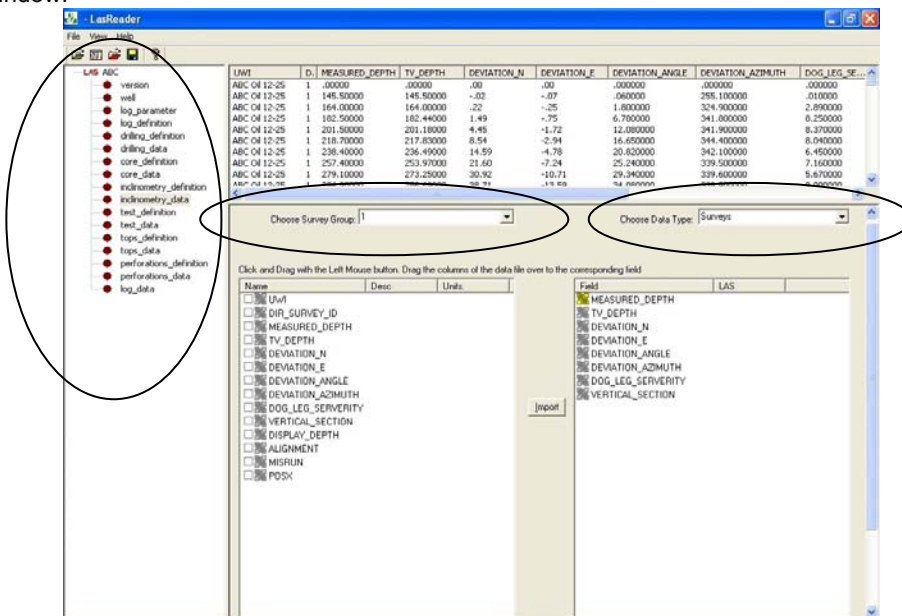 indow.
- LasReader
File View Help
LAS ABC
version
well
log_parameter
log_definition
drilling_definition
drilling_data
core_definition
core_data
inclinometry_definition
inclinometry_data
test_definition
test_data
tops_definition
tops_data
perforations_definition
perforations_data
log_data
UWI D. MEASURED_DEPTH TV_DEPTH DEVIATION_N DEVIATION_E DEVIATION_ANGLE DEVIATION_AZIMUTH DOG_LEG_SE...
ABC Oil 12-25 1 .00000 .00000 .00 .00 .000000 .000000 .000000
ABC Oil 12-25 1 145.50000 145.50000 -.02 -.07 .060000 255.100000 .010000
ABC Oil 12-25 1 164.00000 164.00000 .22 -.25 1.800000 324.900000 2.890000
ABC Oil 12-25 1 182.50000 182.44000 1.49 -.75 6.700000 341.800000 8.250000
ABC Oil 12-25 1 201.50000 201.18000 4.45 -1.72 12.080000 341.900000 8.370000
ABC Oil 12-25 1 218.70000 217.83000 8.54 -2.94 16.650000 344.400000 8.040000
ABC Oil 12-25 1 238.40000 236.49000 14.59 -4.78 20.820000 342.100000 6.450000
ABC Oil 12-25 1 257.40000 253.97000 21.60 -7.24 25.240000 339.500000 7.160000
ABC Oil 12-25 1 279.10000 273.25000 30.92 -10.71 29.340000 339.600000 5.670000
ABC Oil 12-25
Choose Survey Group: 1
Choose Data Type: Surveys
Click and Drag with the Left Mouse button. Drag the columns of the data file over to the corresponding field
Name Desc Units
UWI
DIR_SURVEY_ID
MEASURED_DEPTH
TV_DEPTH
DEVIATION_N
DEVIATION_E
DEVIATION_ANGLE
DEVIATION_AZIMUTH
DOG_LEG_SERVERITY
VERTICAL_SECTION
DISPLAY_DEPTH
ALIGNMENT
MISRUN
POSX
Import
Field LAS
MEASURED_DEPTH
TV_DEPTH
DEVIATION_N
DEVIATION_E
DEVIATION_ANGLE
DEVIATION_AZIMUTH
DOG_LEG_SERVERITY
VERTICAL_SECTION